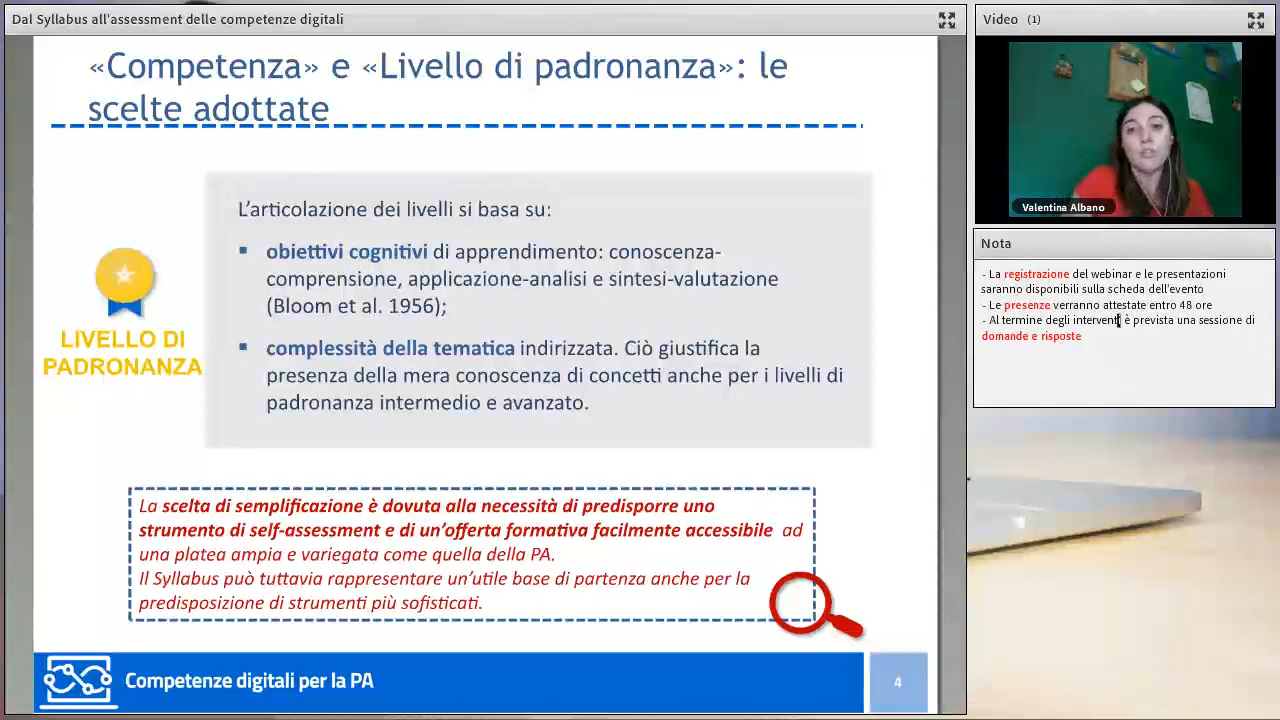 Dal Syllabus all'assessment delle competenze digitali
«Competenza» e «Livello di padronanza»: le
scelte adottate
L'articolazione dei livelli si basa su:
▪ obiettivi cognitivi di apprendimento: conoscenza-
comprensione, applicazione-analisi e sintesi-valutazione
(Bloom et al. 1956);
▪ complessità della tematica indirizzata. Ciò giustifica la
presenza della mera conoscenza di concetti anche per i livelli di
padronanza intermedio e avanzato.
LIVELLO DI
PADRONANZA
La scelta di semplificazione è dovuta alla necessità di predisporre uno
strumento di self-assessment e di un'offerta formativa facilmente accessibile ad
una platea ampia e variegata come quella della PA.
Il Syllabus può tuttavia rappresentare un'utile base di partenza anche per la
predisposizione di strumenti più sofisticati.
Competenze digitali per la PA
4
Video (1)
Valentina Albano
Nota
- La registrazione del webinar e le presentazioni
saranno disponibili sulla scheda dell'evento
- Le presenze verranno attestate entro 48 ore
- Al termine degli interventi è prevista una sessione di
domande e risposte